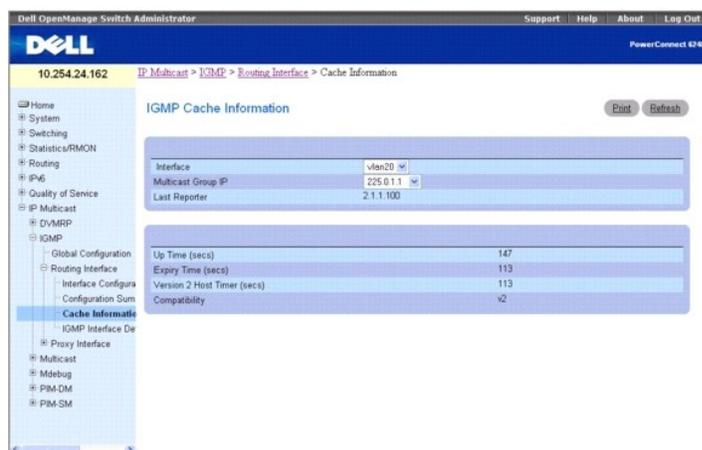 Dell OpenManage Switch Administrator
Support Help About Log Out
DELL
PowerConnect 624
10.254.24.162
IP Multicast > IGMP > Routing Interface > Cache Information
Home
System
Switching
Statistics/RMON
Routing
IPv6
Quality of Service
IP Multicast
DVMRP
IGMP
Global Configuration
Routing Interface
Interface Configura
Configuration Sum
Cache Informatio
IGMP Interface De
Proxy Interface
Multicast
Mdebug
PIM-DM
PIM-SM
IGMP Cache Information
Print Refresh
Interface vlan20
Multicast Group IP 225.0.1.1
Last Reporter 2.1.1.100
Up Time (secs) 147
Expiry Time (secs) 113
Version 2 Host Timer (secs) 113
Compatibility v2